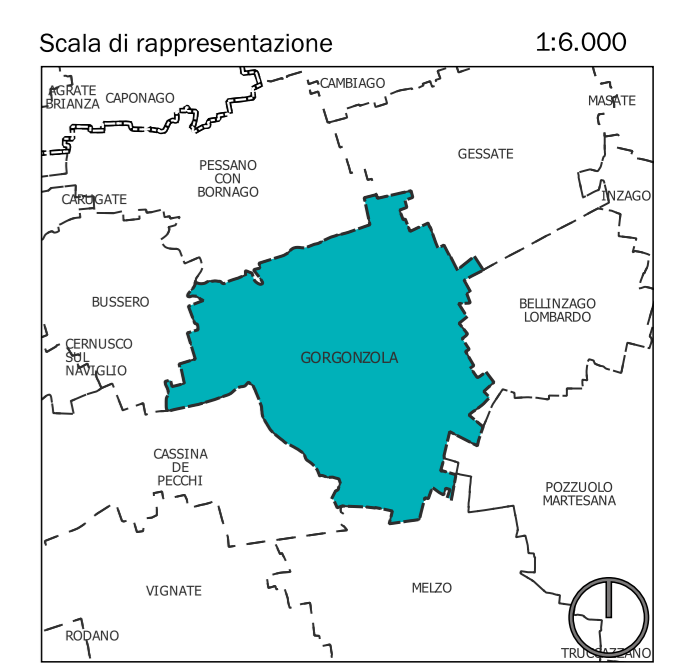 Scala di rappresentazione 1:6.000
AGRATE
BRIANZA
CAPONAGO
CAMBIAGO
MASATE
GESSATE
PESSANO
CON
BORNAGO
CARUGATE
INZAGO
BUSSERO
BELLINZAGO
LOMBARDO
CERNUSCO
SUL
NAVIGLIO
GORGONZOLA
CASSINA
DE
PECCHI
POZZUOLO
MARTESANA
VIGNATE
MELZO
RODANO
TRUCCAZZANO